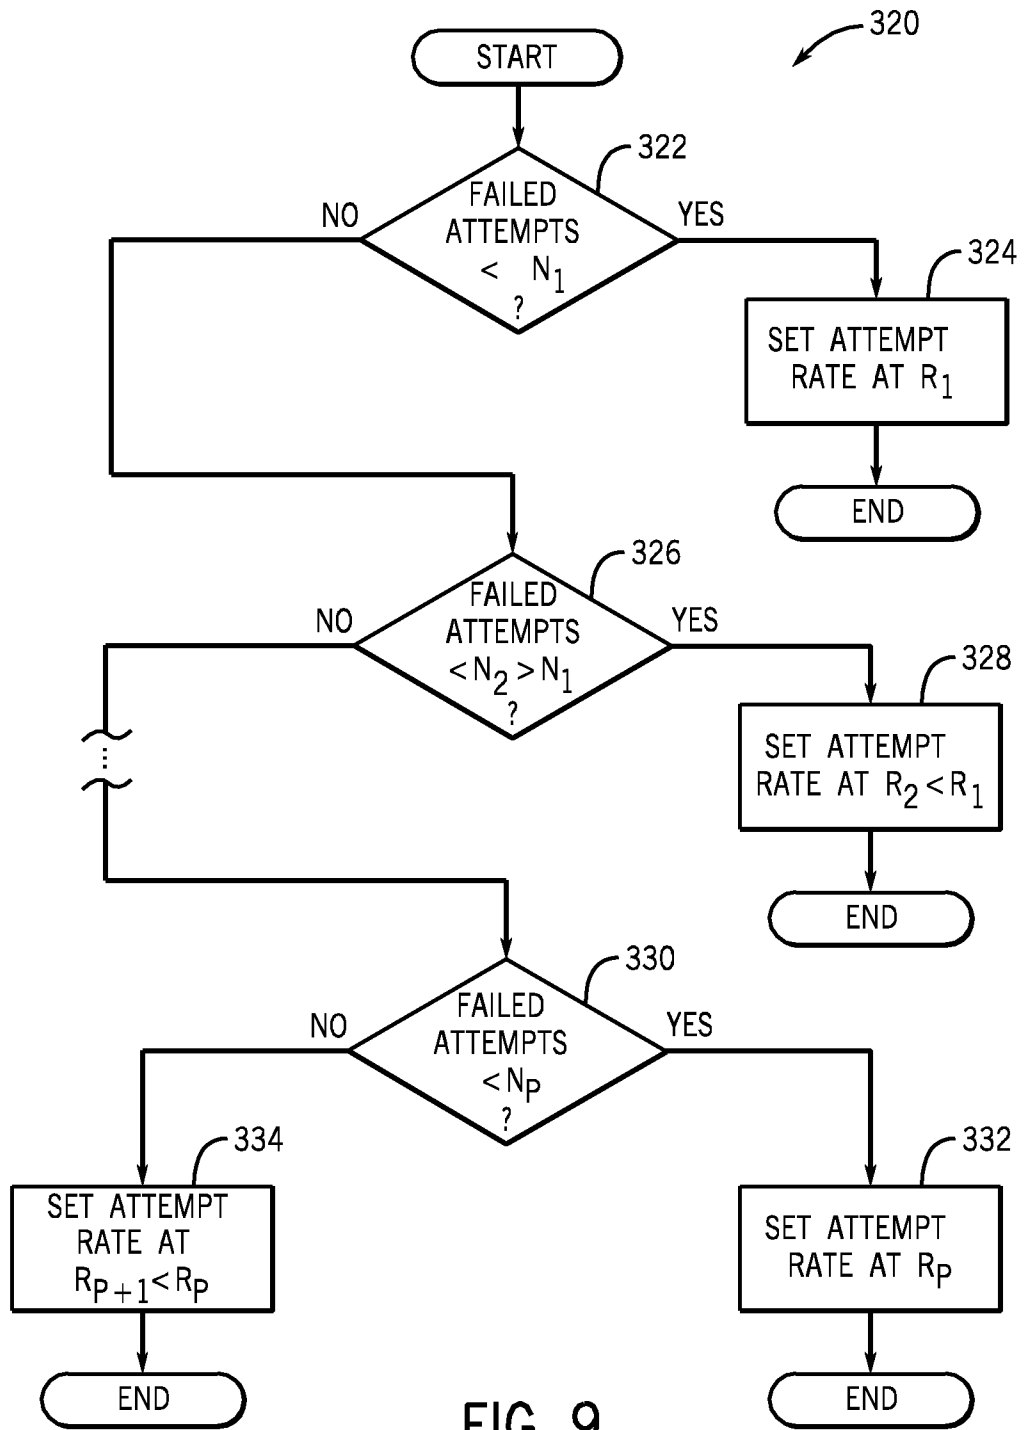 320
START
322
FAILED
ATTEMPTS
< N1
?
NO
YES
324
SET ATTEMPT
RATE AT R1
END
326
FAILED
ATTEMPTS
<N2>N1
?
NO
YES
328
SET ATTEMPT
RATE AT R2<R1
END
330
FAILED
ATTEMPTS
<NP
?
NO
YES
334
SET ATTEMPT
RATE AT
RP+1<RP
END
332
SET ATTEMPT
RATE AT RP
END
FIG. 9